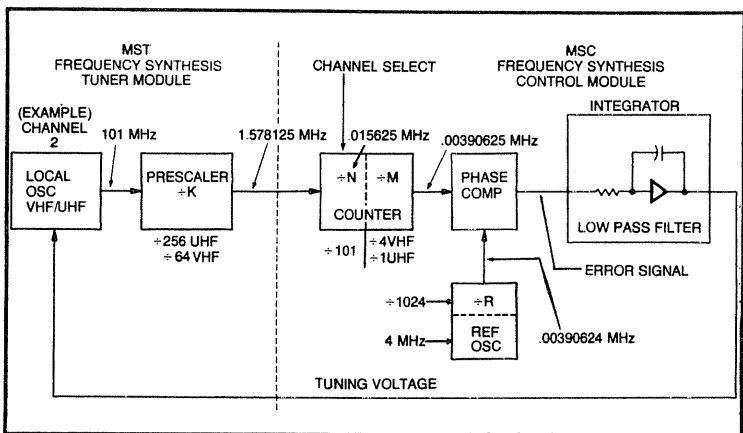 MST
FREQUENCY SYNTHESIS
TUNER MODULE
MSC
FREQUENCY SYNTHESIS
CONTROL MODULE
CHANNEL SELECT
INTEGRATOR
(EXAMPLE)
CHANNEL
2
101 MHz
1.578125 MHz
.015625 MHz
.00390625 MHz
LOCAL
OSC
VHF/UHF
PRESCALER
÷K
÷N
÷M
COUNTER
PHASE
COMP
LOW PASS FILTER
÷256 UHF
÷64 VHF
÷101
÷4VHF
÷1UHF
ERROR SIGNAL
÷1024
÷R
4 MHz
REF
OSC
.00390624 MHz
TUNING VOLTAGE